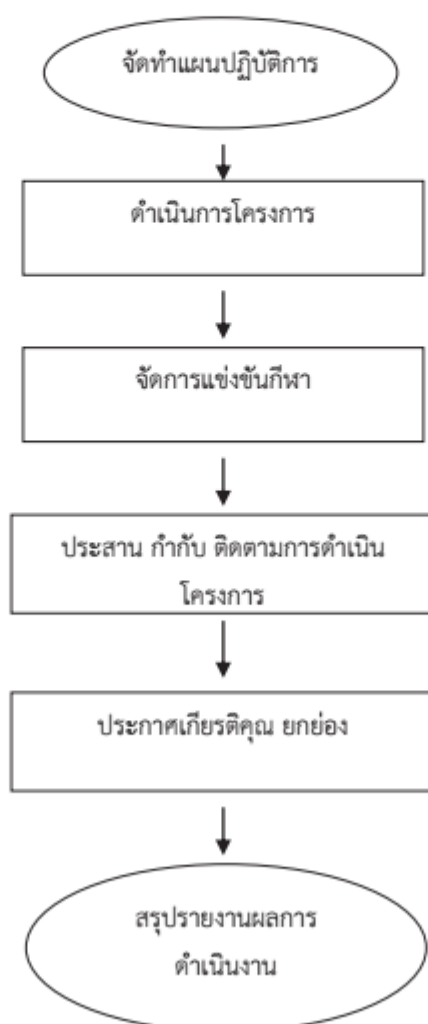 จัดทำแผนปฏิบัติการ
ดำเนินการโครงการ
จัดการแข่งขันกีฬา
ประสาน กำกับ ติดตามการดำเนิน
โครงการ
ประกาศเกียรติคุณ ยกย่อง
สรุปรายงานผลการ
ดำเนินงาน